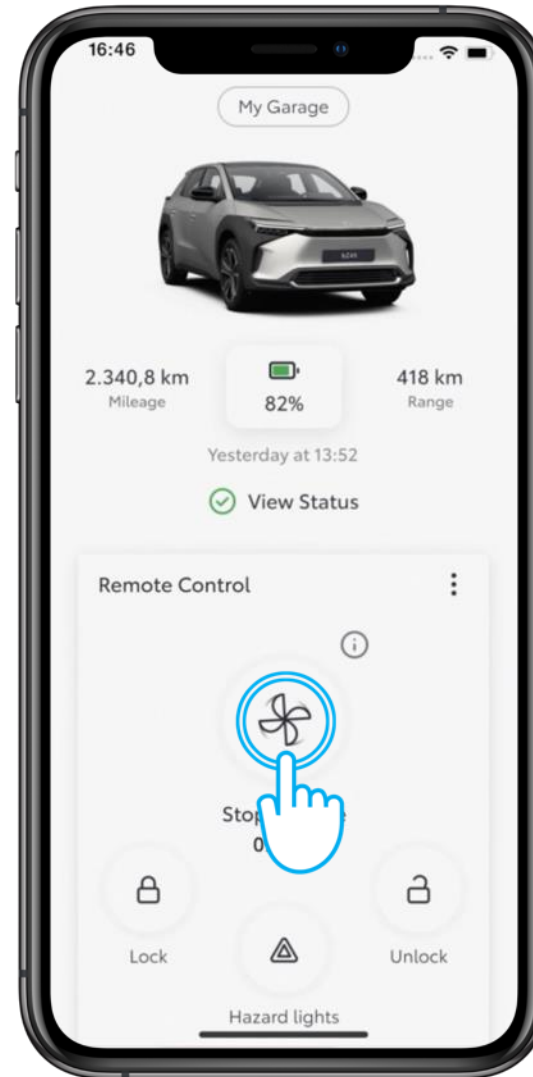 16:46
My Garage
2.340,8 km
Mileage
82%
418 km
Range
Yesterday at 13:52
View Status
Remote Control
Lock
Unlock
Hazard lights